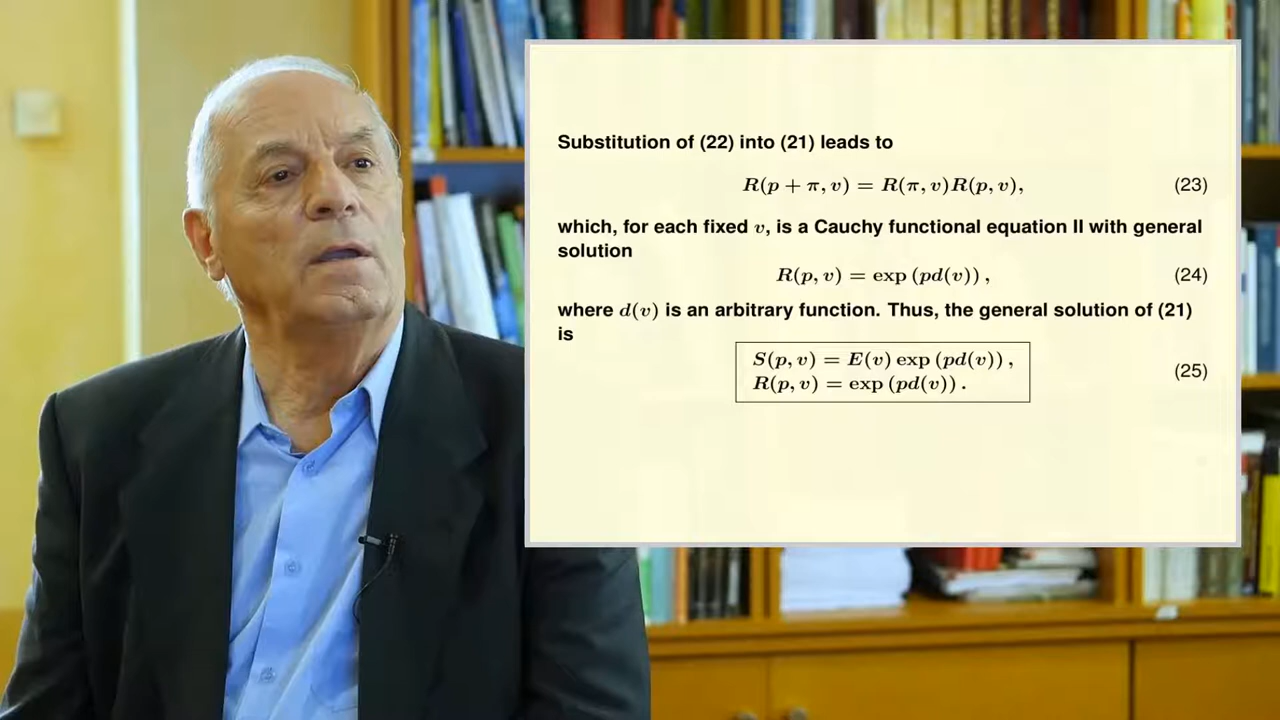 Substitution of (22) into (21) leads to
R(p + π, v) = R(π, v)R(p, v), (23)
which, for each fixed v, is a Cauchy functional equation II with general
solution
R(p, v) = exp (pd(v)) , (24)
where d(v) is an arbitrary function. Thus, the general solution of (21)
is
S(p, v) = E(v) exp (pd(v)) ,
R(p, v) = exp (pd(v)) . (25)